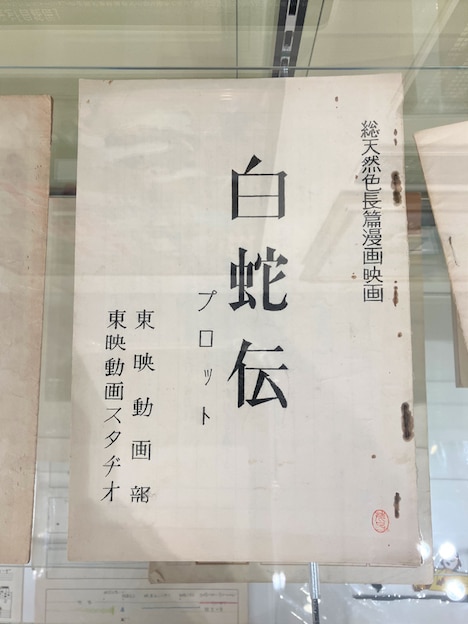 総天然色長篇漫画映画
白蛇伝
プロット
東映動画
東映動画スタヂオ